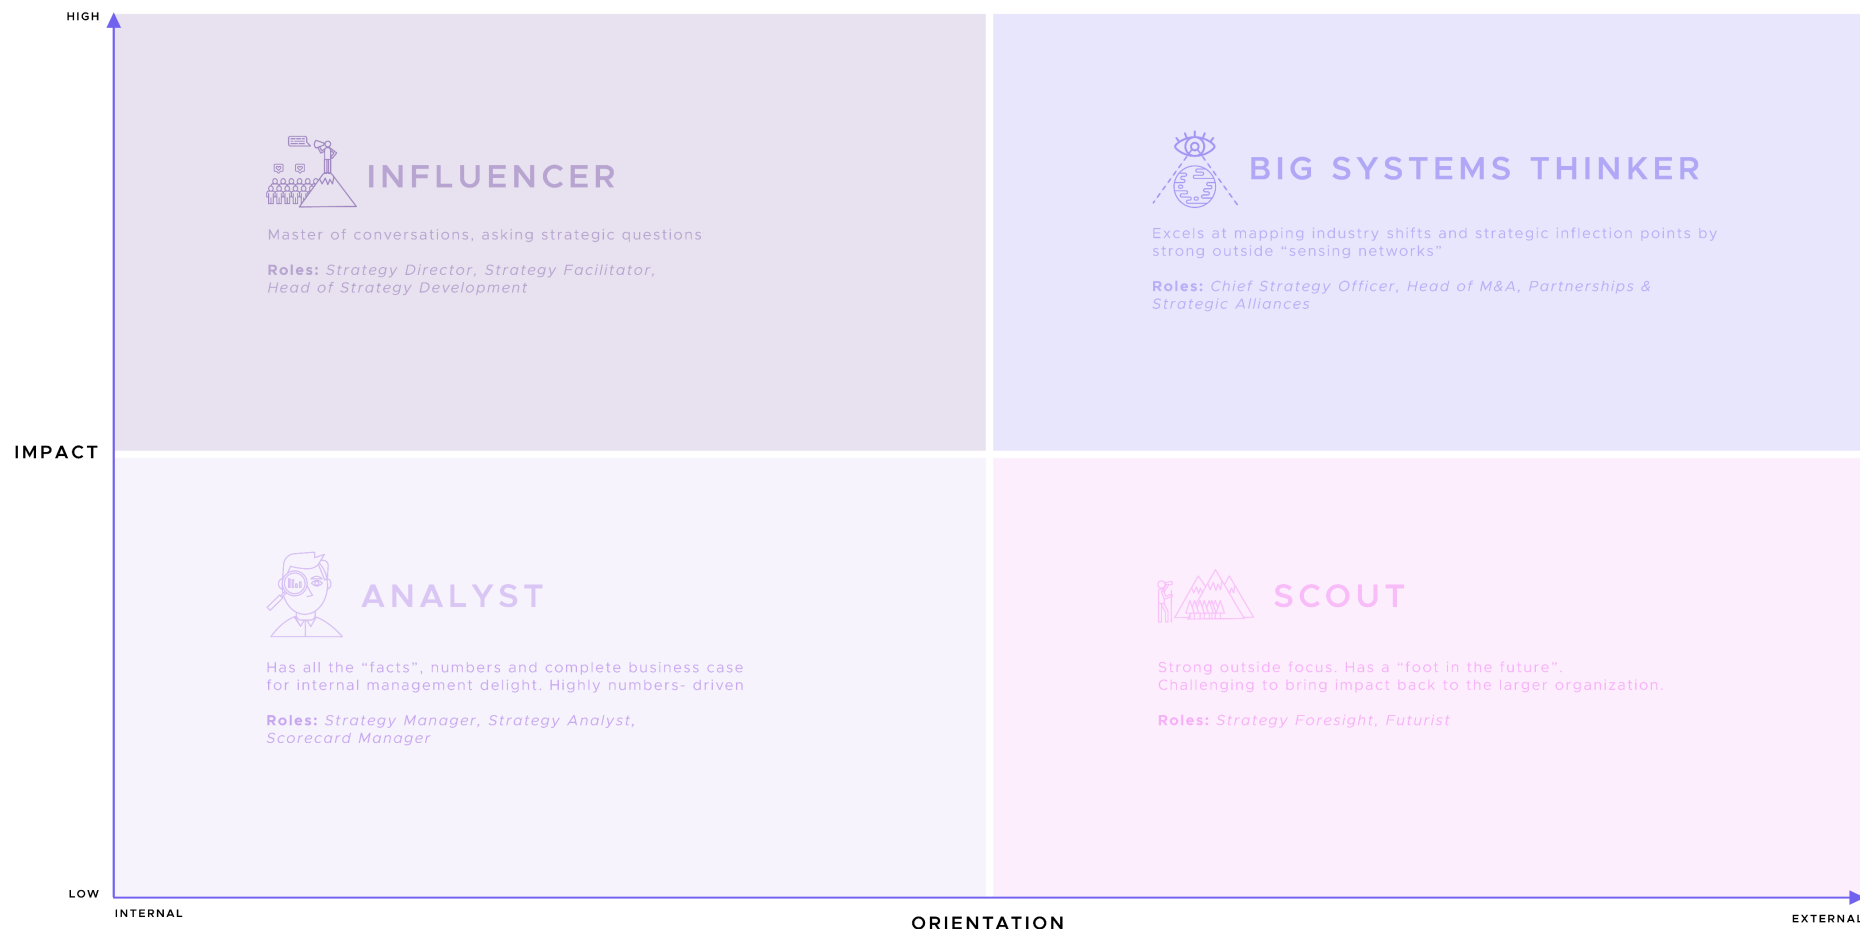 HIGH
INFLUENCER
Master of conversations, asking strategic questions
Roles: Strategy Director, Strategy Facilitator,
Head of Strategy Development
BIG SYSTEMS THINKER
Excels at mapping industry shifts and strategic inflection points by
strong outside “sensing networks”
Roles: Chief Strategy Officer, Head of M&A, Partnerships &
Strategic Alliances
IMPACT
ANALYST
Has all the “facts”, numbers and complete business case
for internal management delight. Highly numbers- driven
Roles: Strategy Manager, Strategy Analyst,
Scorecard Manager
SCOUT
Strong outside focus. Has a “foot in the future”.
Challenging to bring impact back to the larger organization.
Roles: Strategy Foresight, Futurist
LOW
INTERNAL
ORIENTATION
EXTERNAL